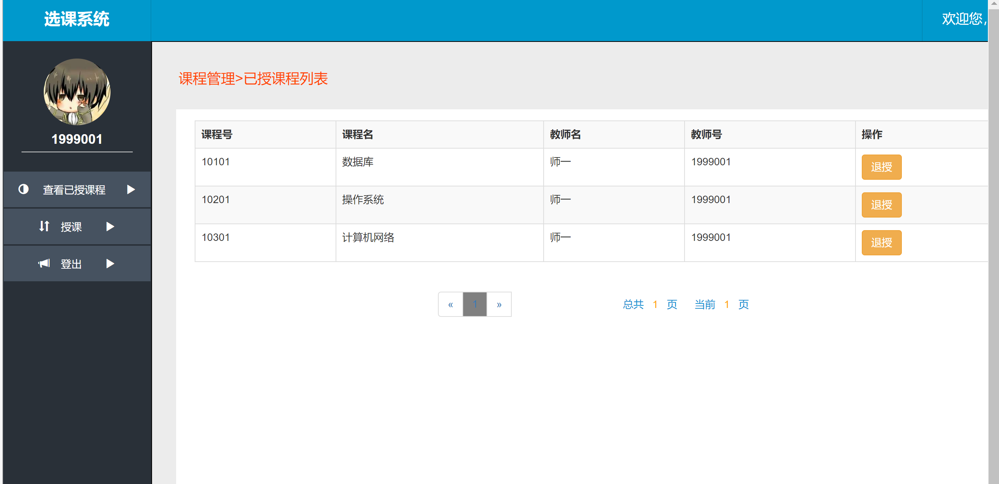 选课系统
欢迎您，
1999001
查看已授课程
授课
登出
课程管理>已授课程列表
课程号 课程名 教师名 教师号 操作
10101 数据库 师一 1999001 退授
10201 操作系统 师一 1999001 退授
10301 计算机网络 师一 1999001 退授
« 1 » 总共 1 页 当前 1 页